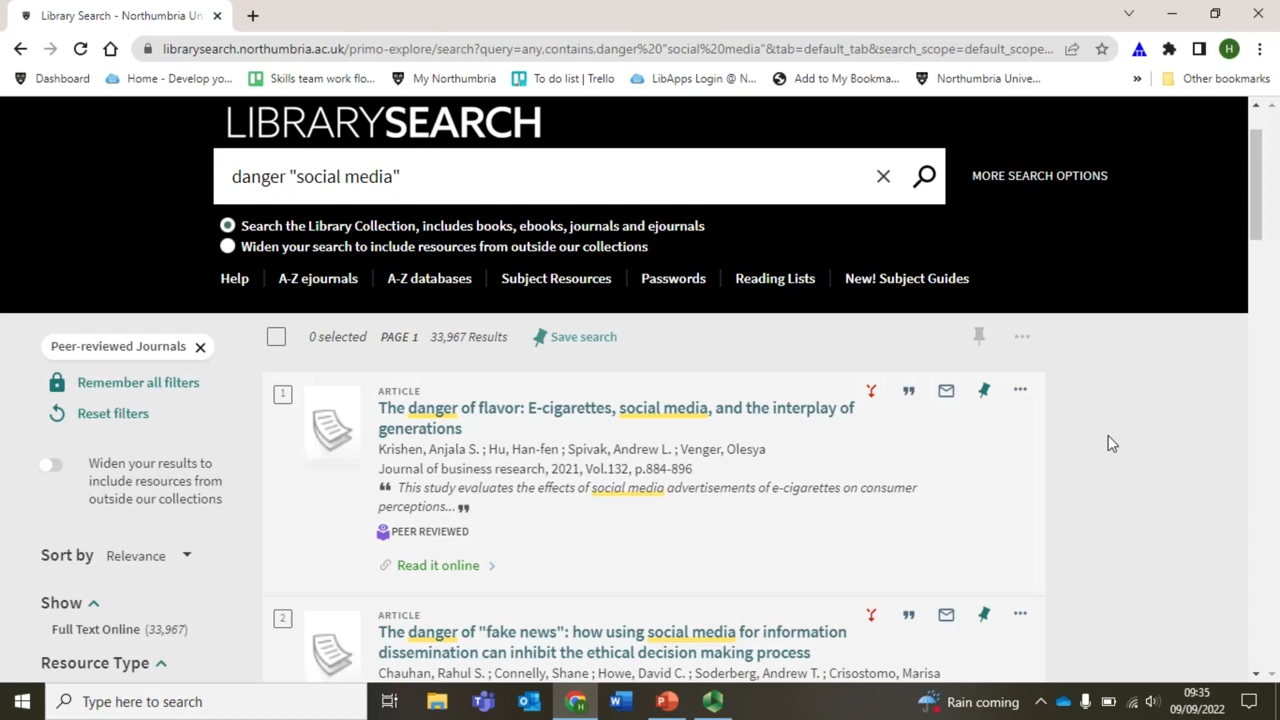 Library Search - Northumbria Un
librarysearch.northumbria.ac.uk/primo-explore/search?query=any.contains,danger%20"social%20media"&tab=default_tab&search_scope=default_scope...
H
Dashboard
Home - Develop yo...
Skills team work flo...
My Northumbria
To do list | Trello
LibApps Login @ N...
Add to My Bookma...
Northumbria Unive...
»
Other bookmarks
LIBRARYSEARCH
danger "social media"
MORE SEARCH OPTIONS
Search the Library Collection, includes books, ebooks, journals and ejournals
Widen your search to include resources from outside our collections
Help
A-Z ejournals
A-Z databases
Subject Resources
Passwords
Reading Lists
New! Subject Guides
Peer-reviewed Journals
Remember all filters
Reset filters
Widen your results to
include resources from
outside our collections
Sort by Relevance
Show
Full Text Online (33,967)
Resource Type
0 selected PAGE 1 33,967 Results Save search
1
ARTICLE
The danger of flavor: E-cigarettes, social media, and the interplay of
generations
Krishen, Anjala S. ; Hu, Han-fen ; Spivak, Andrew L. ; Venger, Olesya
Journal of business research, 2021, Vol.132, p.884-896
❝ This study evaluates the effects of social media advertisements of e-cigarettes on consumer
perceptions... ❞
PEER REVIEWED
Read it online
2
ARTICLE
The danger of "fake news": how using social media for information
dissemination can inhibit the ethical decision making process
Chauhan, Rahul S. ; Connelly, Shane ; Howe, David C. ; Soderberg, Andrew T. ; Crisostomo, Marisa
Type here to search
Rain coming
09:35
09/09/2022